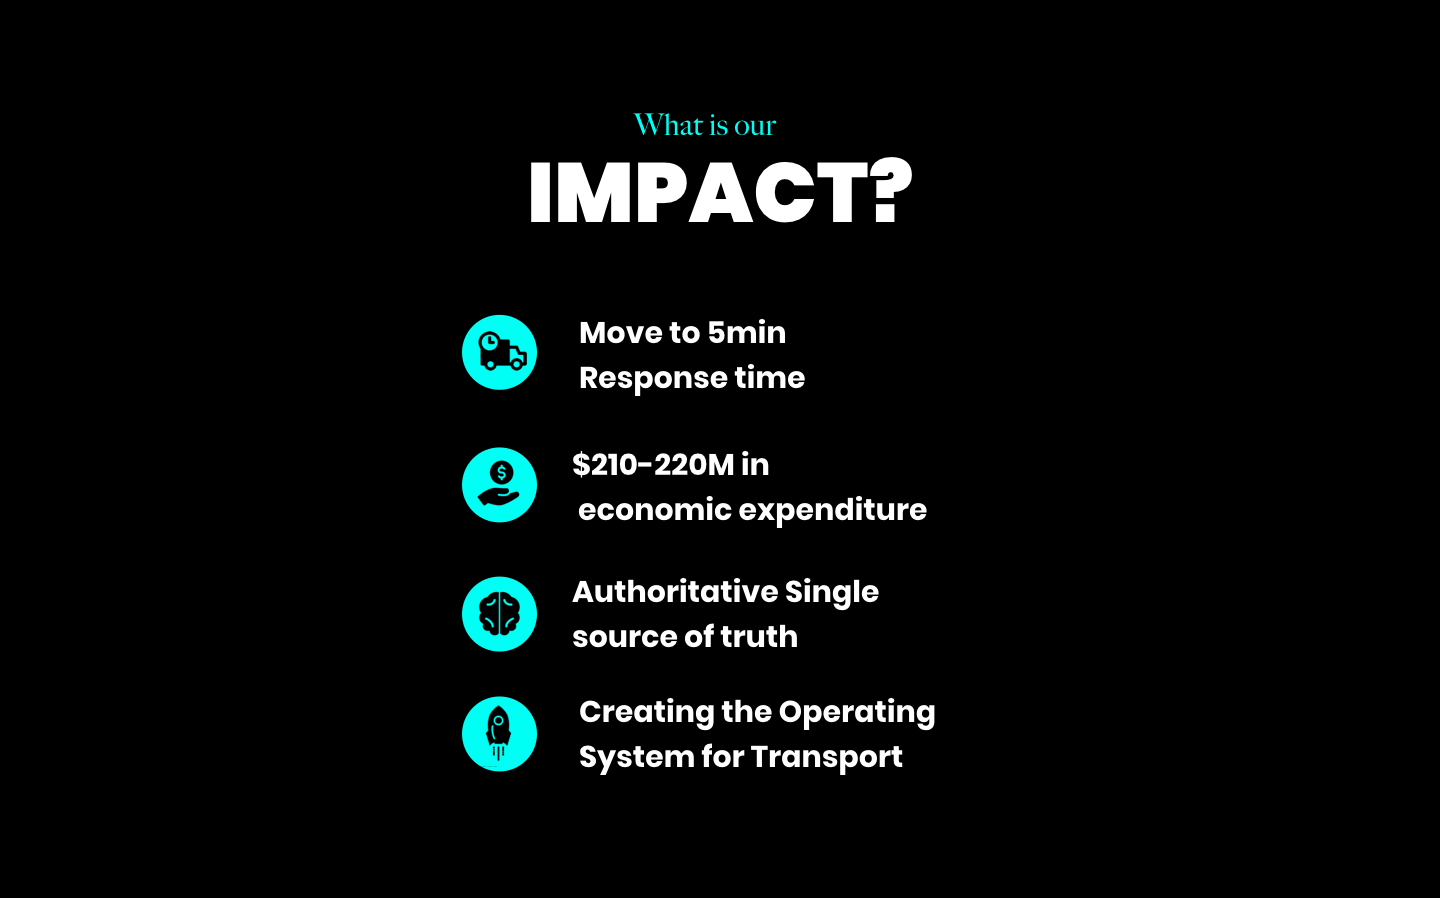 What is our
IMPACT?
Move to 5min
Response time
$210-220M in
economic expenditure
Authoritative Single
source of truth
Creating the Operating
System for Transport